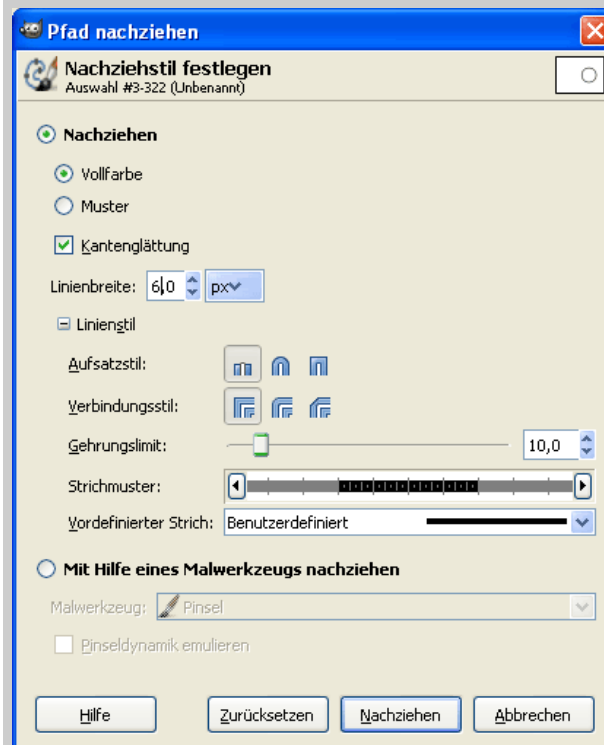 Pfad nachziehen
Nachziehstil festlegen
Auswahl #3-322 (Unbenannt)
Nachziehen
Vollfarbe
Muster
Kantenglättung
Linienbreite: 6,0 px
Linienstil
Aufsatzstil:
Verbindungsstil:
Gehrungslimit: 10,0
Strichmuster:
Vordefinierter Strich: Benutzerdefiniert
Mit Hilfe eines Malwerkzeugs nachziehen
Malwerkzeug: Pinsel
Pinseldynamik emulieren
Hilfe Zurücksetzen Nachziehen Abbrechen